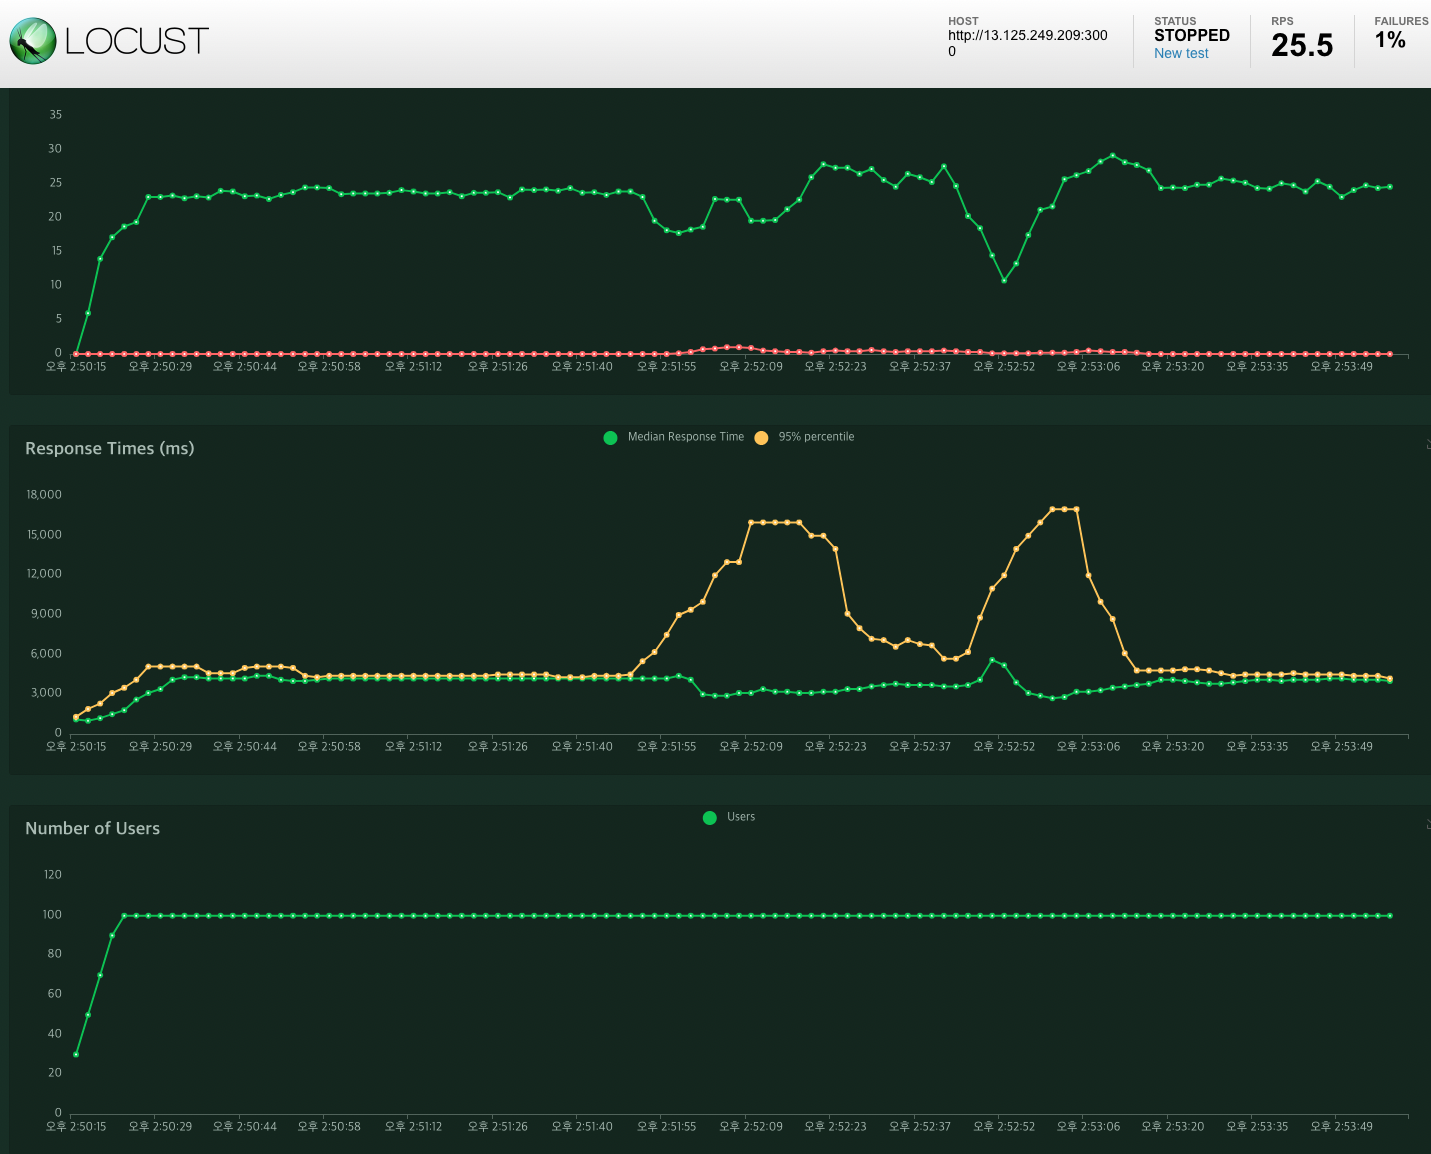 LOCUST
HOST
http://13.125.249.209:300
0
STATUS
STOPPED
New test
RPS
25.5
FAILURES
1%
35
30
25
20
15
10
5
0
오후 2:50:15 오후 2:50:29 오후 2:50:44 오후 2:50:58 오후 2:51:12 오후 2:51:26 오후 2:51:40 오후 2:51:55 오후 2:52:09 오후 2:52:23 오후 2:52:37 오후 2:52:52 오후 2:53:06 오후 2:53:20 오후 2:53:35 오후 2:53:49
Response Times (ms)
Median Response Time 95% percentile
18,000
15,000
12,000
9,000
6,000
3,000
0
오후 2:50:15 오후 2:50:29 오후 2:50:44 오후 2:50:58 오후 2:51:12 오후 2:51:26 오후 2:51:40 오후 2:51:55 오후 2:52:09 오후 2:52:23 오후 2:52:37 오후 2:52:52 오후 2:53:06 오후 2:53:20 오후 2:53:35 오후 2:53:49
Number of Users
Users
120
100
80
60
40
20
0
오후 2:50:15 오후 2:50:29 오후 2:50:44 오후 2:50:58 오후 2:51:12 오후 2:51:26 오후 2:51:40 오후 2:51:55 오후 2:52:09 오후 2:52:23 오후 2:52:37 오후 2:52:52 오후 2:53:06 오후 2:53:20 오후 2:53:35 오후 2:53:49